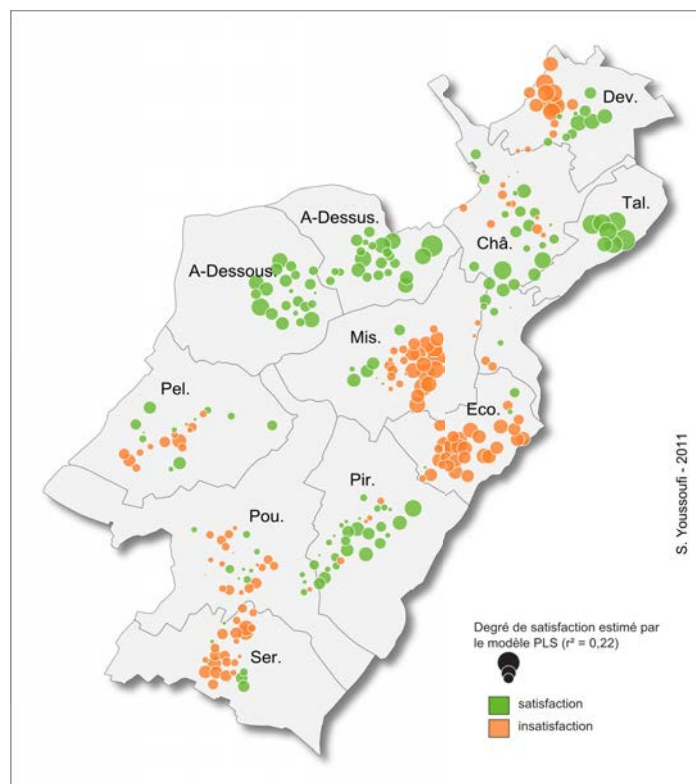 Dev.
Tal.
A-Dessus.
Châ.
A-Dessous.
Mis.
Pel.
Eco.
Pir.
Pou.
Ser.
S. Youssoufi - 2011
Degré de satisfaction estimé par
le modèle PLS (r² = 0,22)
satisfaction
insatisfaction